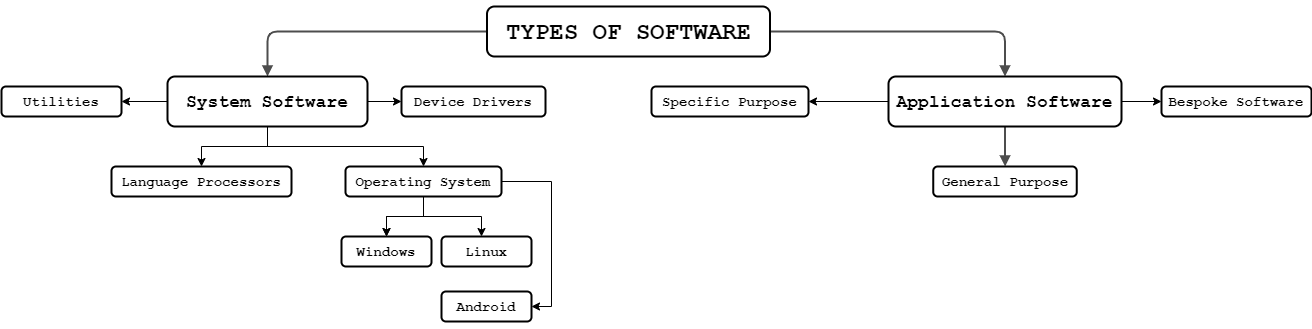 TYPES OF SOFTWARE
Utilities
System Software
Device Drivers
Specific Purpose
Application Software
Bespoke Software
Language Processors
Operating System
General Purpose
Windows
Linux
Android